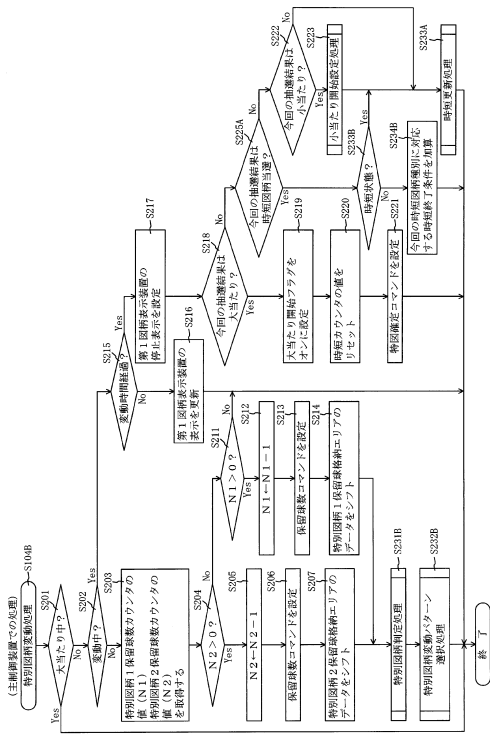 (主制御装置での処理)
特別図柄変動処理
S104B
S201
大当たり中？
Yes
No
S202
変動中？
Yes
No
S203
特別図柄1保留球数カウンタの
値(N1)
特別図柄2保留球数カウンタの
値(N2)
を取得する
S204
N2>0？
No
Yes
S205
N2←N2-1
S206
保留球数コマンドを設定
S207
特別図柄2保留球格納エリアの
データをシフト
S211
N1>0？
No
Yes
S212
N1←N1-1
S213
保留球数コマンドを設定
S214
特別図柄1保留球格納エリアの
データをシフト
S231B
特別図柄判定処理
S232B
特別図柄変動パターン
選択処理
S215
変動時間経過？
Yes
No
S216
第1図柄表示装置の
表示を更新
S217
第1図柄表示装置の
停止表示を設定
S218
今回の抽選結果は
大当たり？
No
Yes
S219
大当たり開始フラグを
オンに設定
S220
時短カウンタの値を
リセット
S221
特図確定コマンドを設定
S225A
今回の抽選結果は
時短図柄当選？
No
Yes
S222
今回の抽選結果は
小当たり？
No
Yes
S223
小当たり開始設定処理
S233B
時短状態？
Yes
No
S234B
今回の時短図柄種別に対応
する時短終了条件を加算
S233A
時短更新処理
終了